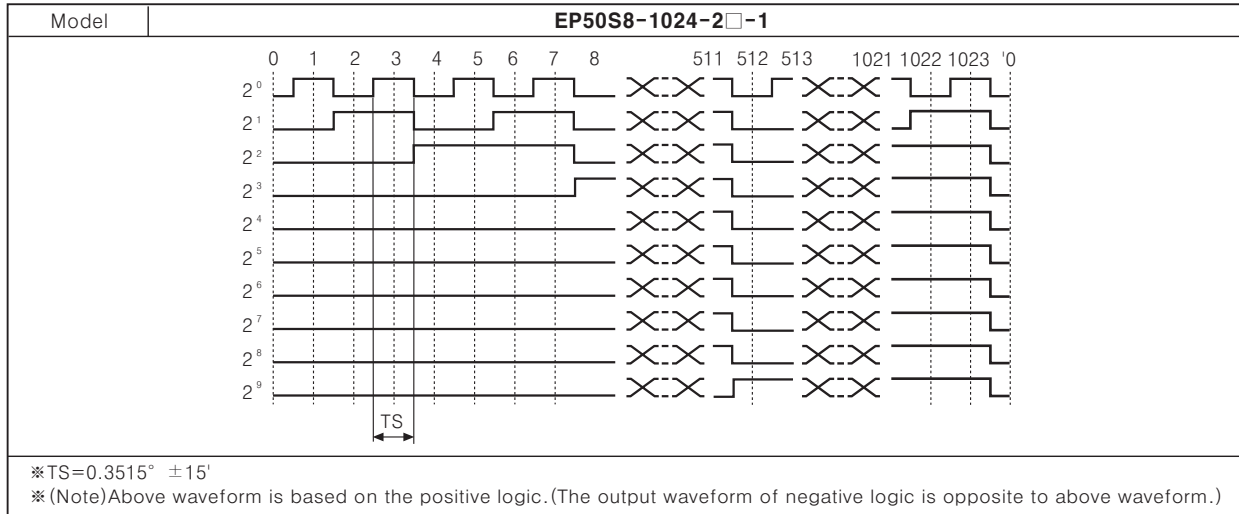 Model EP50S8-1024-2□-1
0 1 2 3 4 5 6 7 8 511 512 513 1021 1022 1023 '0
2⁰
2¹
2²
2³
2⁴
2⁵
2⁶
2⁷
2⁸
2⁹
TS
※TS=0.3515° ±15'
※(Note)Above waveform is based on the positive logic.(The output waveform of negative logic is opposite to above waveform.)